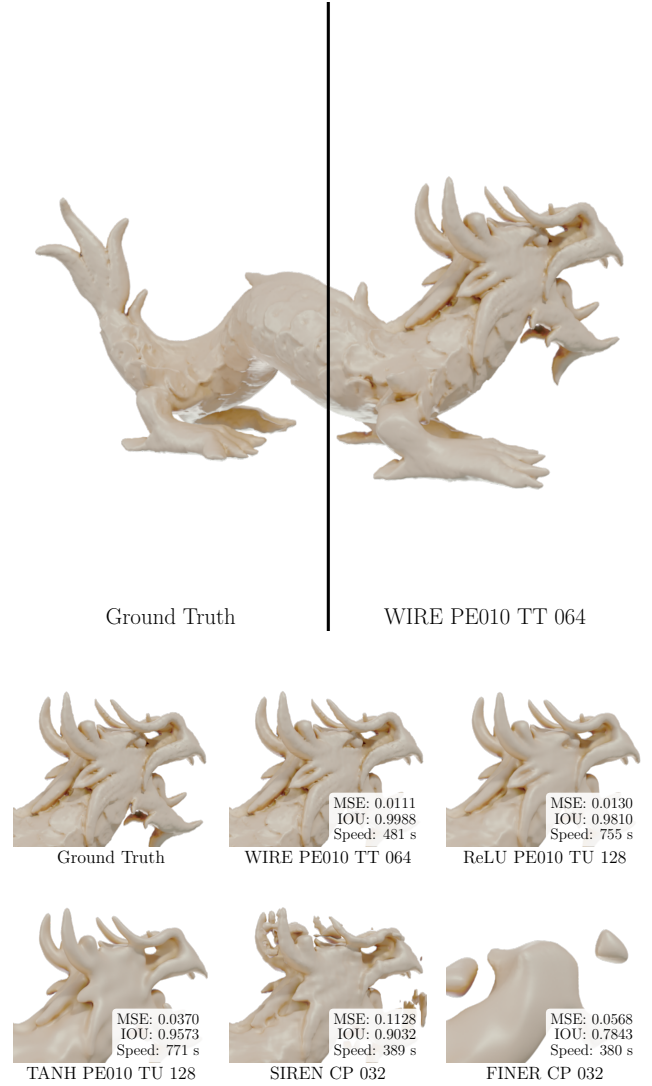 Ground Truth
WIRE PE010 TT 064
MSE: 0.0111
IOU: 0.9988
Speed: 481 s
MSE: 0.0130
IOU: 0.9810
Speed: 755 s
Ground Truth
WIRE PE010 TT 064
ReLU PE010 TU 128
MSE: 0.0370
IOU: 0.9573
Speed: 771 s
MSE: 0.1128
IOU: 0.9032
Speed: 389 s
MSE: 0.0568
IOU: 0.7843
Speed: 380 s
TANH PE010 TU 128
SIREN CP 032
FINER CP 032